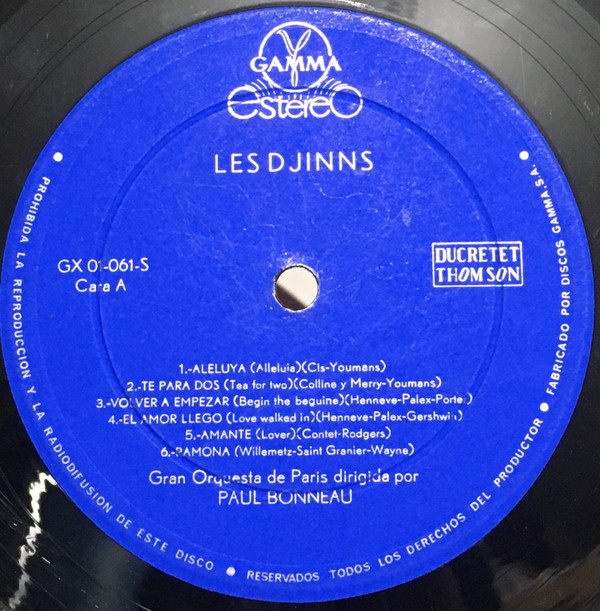 GAMMA
estereo
LES DJINNS
GX 01-061-S
Cara A
DUCRETET
THOMSON
1.-ALELUYA (Alleluia)(Cls-Youmans)
2.-TE PARA DOS (Tea for two)(Colline y Merry-Youmans)
3.-VOLVER A EMPEZAR (Begin the beguine)(Henneve-Palex-Porter)
4.-EL AMOR LLEGO (Love walked in)(Henneve-Palex-Gershwin)
5.-AMANTE (Lover)(Contet-Rodgers)
6.-RAMONA (Willemetz-Saint Granier-Wayne)
Gran Orquesta de Paris dirigida por
PAUL BONNEAU
PROHIBIDA LA REPRODUCCION Y LA RADIODIFUSION DE ESTE DISCO • RESERVADOS TODOS LOS DERECHOS DEL PRODUCTOR • FABRICADO POR DISCOS GAMMA, S.A. •